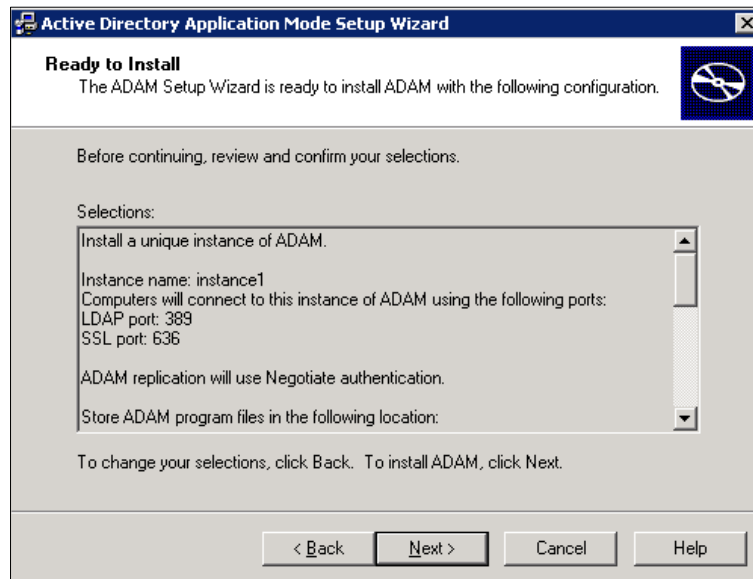 Active Directory Application Mode Setup Wizard
Ready to Install
The ADAM Setup Wizard is ready to install ADAM with the following configuration.
Before continuing, review and confirm your selections.
Selections:
Install a unique instance of ADAM.
Instance name: instance1
Computers will connect to this instance of ADAM using the following ports:
LDAP port: 389
SSL port: 636
ADAM replication will use Negotiate authentication.
Store ADAM program files in the following location:
To change your selections, click Back.  To install ADAM, click Next.
< Back
Next >
Cancel
Help